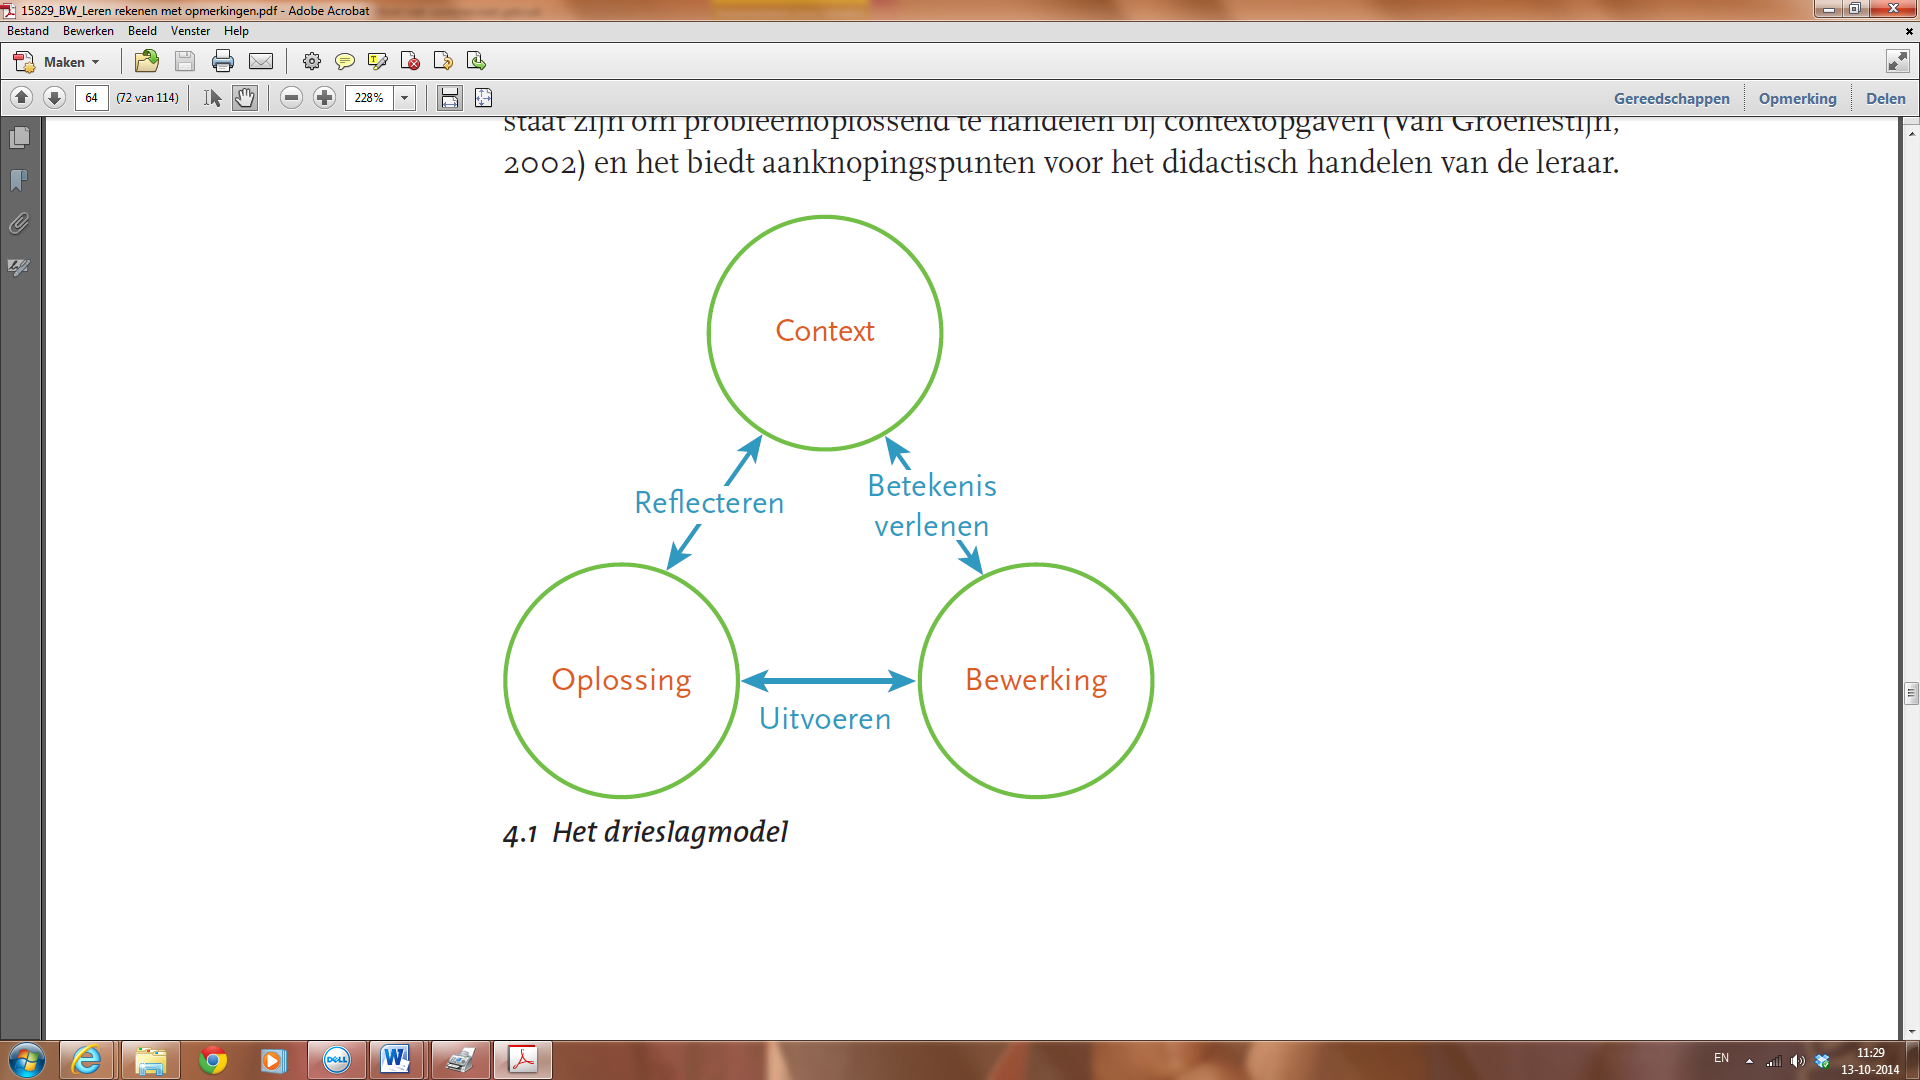 15829_BW_Leren rekenen met opmerkingen.pdf - Adobe Acrobat
Bestand Bewerken Beeld Venster Help
Maken
64 (72 van 114) 228% Gereedschappen Opmerking Delen
staat zijn om probleemoplossend te handelen bij contextopgaven (Van Groenestijn,
2002) en het biedt aanknopingspunten voor het didactisch handelen van de leraar.
Context
Reflecteren
Betekenis
verlenen
Oplossing
Bewerking
Uitvoeren
4.1 Het drieslagmodel
DELL
EN
11:29
13-10-2014